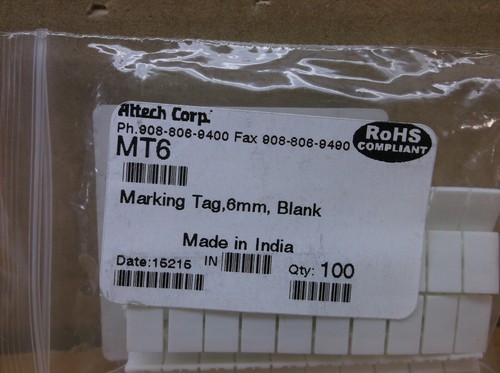 Altech Corp.
Ph.908-806-9400 Fax 908-806-9490
RoHS
COMPLIANT
MT6
Marking Tag,6mm, Blank
Made in India
Date:15215 IN Qty: 100